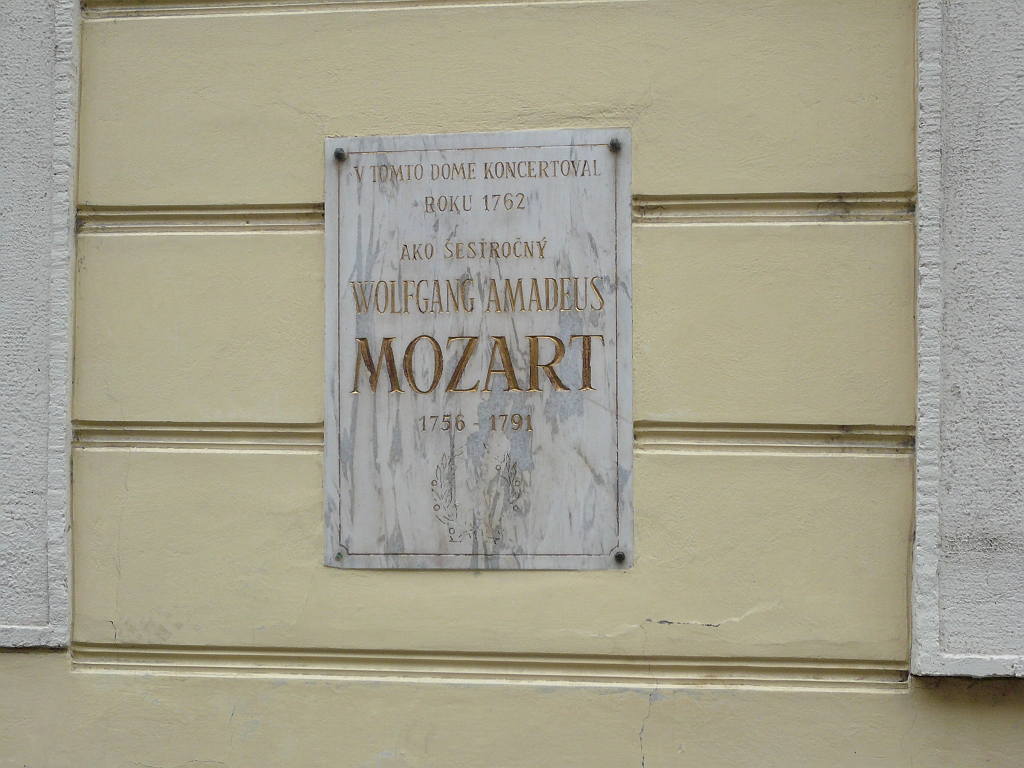 V TOMTO DOME KONCERTOVAL
ROKU 1762
AKO ŠESŤROČNÝ
WOLFGANG AMADEUS
MOZART
1756 - 1791